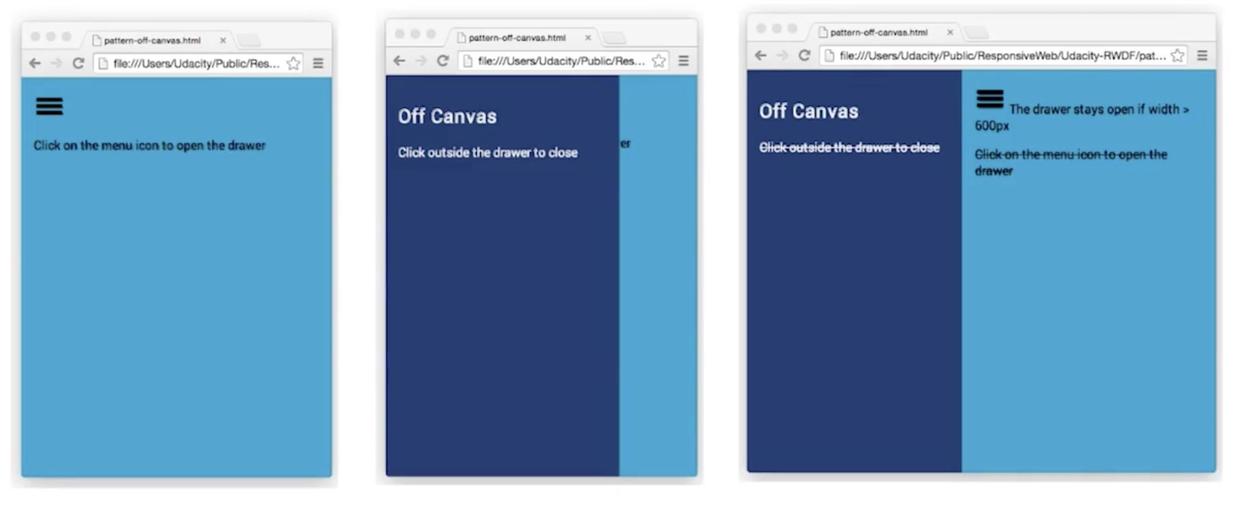 pattern-off-canvas.html
file:///Users/Udacity/Public/Res...
Click on the menu icon to open the drawer
pattern-off-canvas.html
file:///Users/Udacity/Public/Res...
Off Canvas
Click outside the drawer to close
er
pattern-off-canvas.html
file:///Users/Udacity/Public/ResponsiveWeb/Udacity-RWDF/pat...
Off Canvas
Click outside the drawer to close
The drawer stays open if width >
600px
Click on the menu icon to open the
drawer